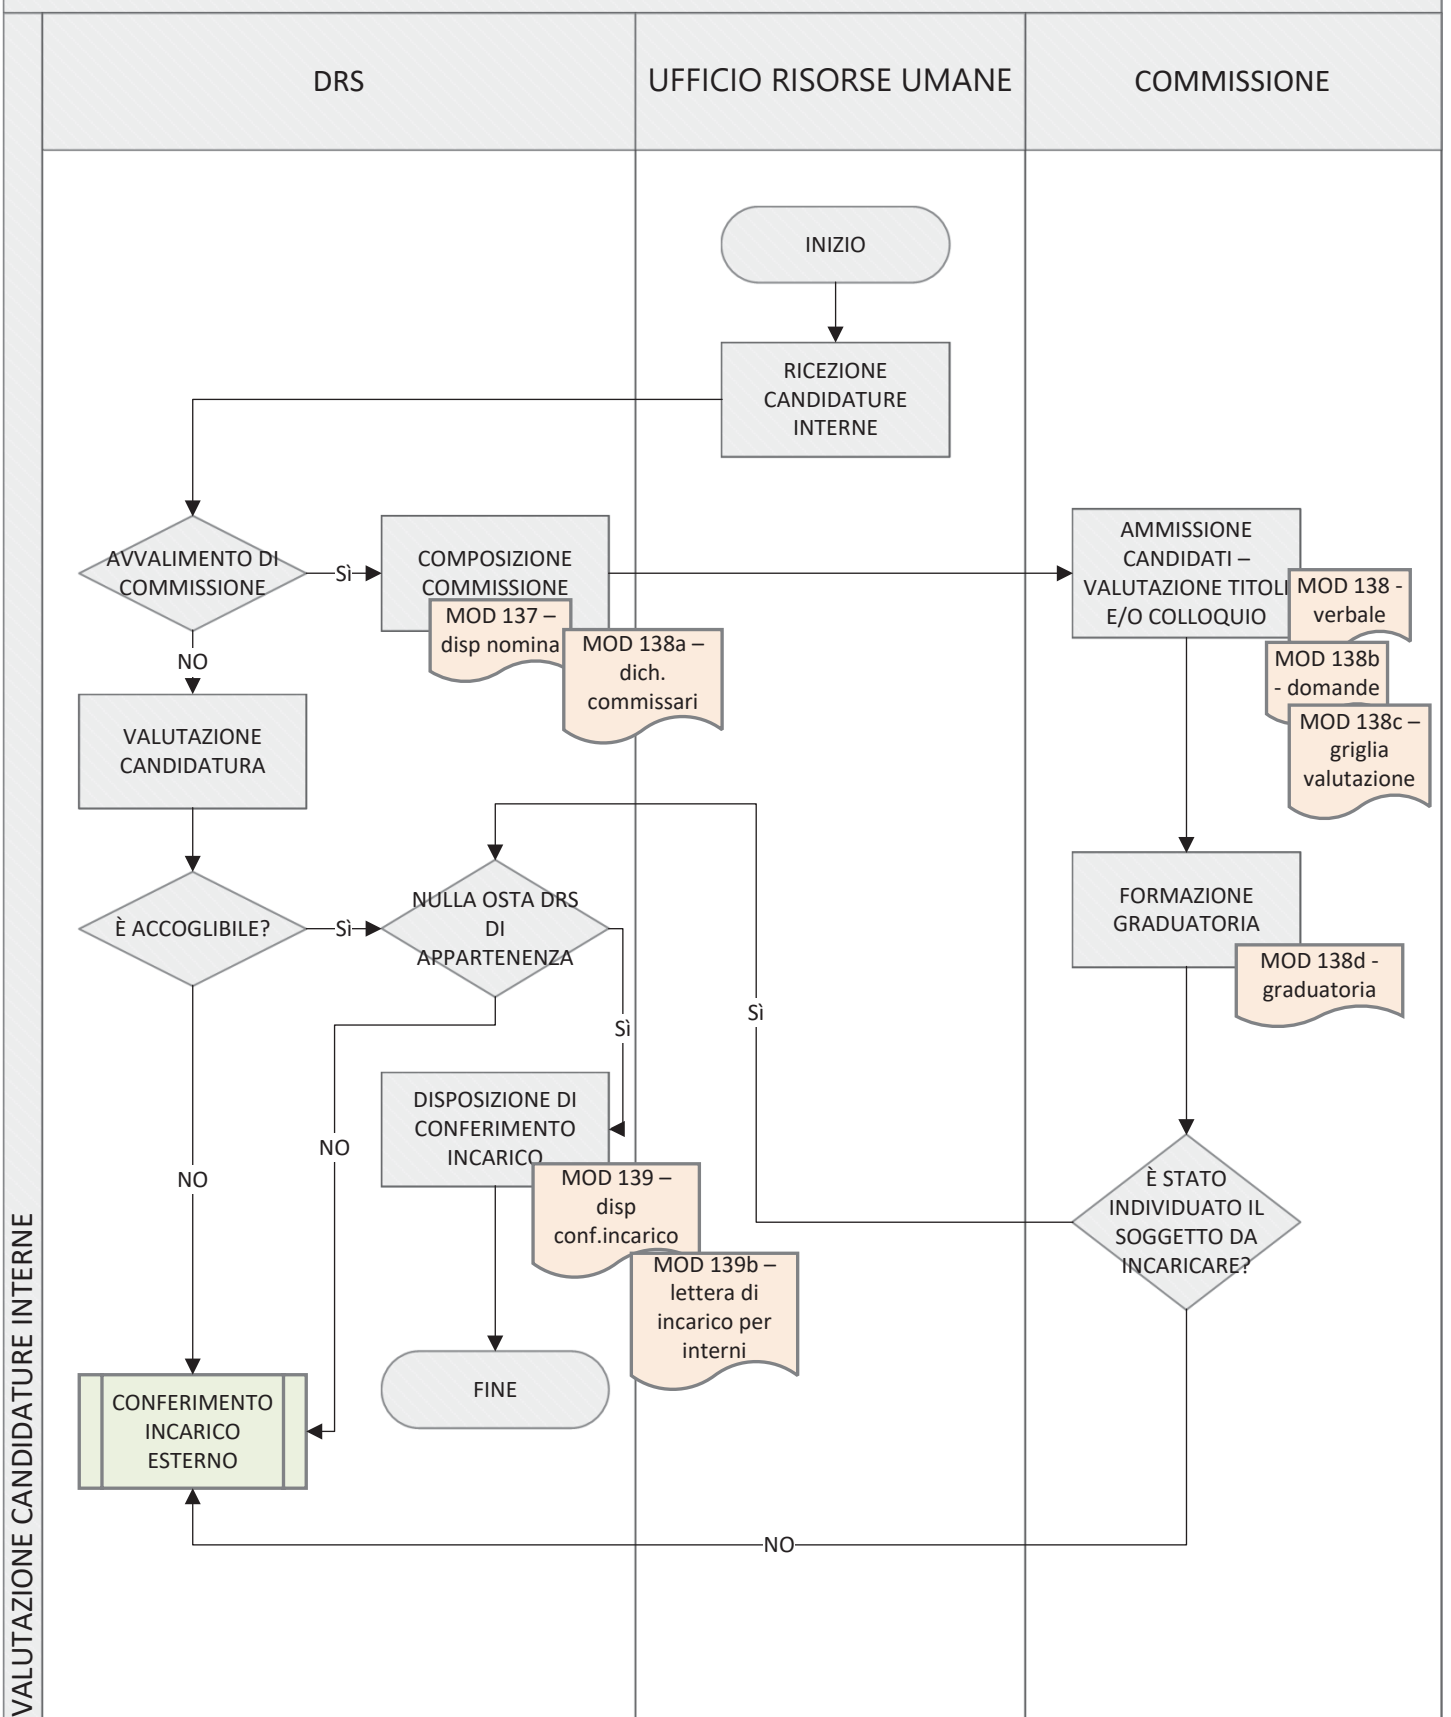 DRS
UFFICIO RISORSE UMANE
COMMISSIONE
VALUTAZIONE CANDIDATURE INTERNE
INIZIO
RICEZIONE
CANDIDATURE
INTERNE
AVVALIMENTO DI
COMMISSIONE
Sì
COMPOSIZIONE
COMMISSIONE
MOD 137 –
disp nomina
MOD 138a –
dich.
commissari
AMMISSIONE
CANDIDATI –
VALUTAZIONE TITOLI
E/O COLLOQUIO
MOD 138 -
verbale
MOD 138b
- domande
MOD 138c –
griglia
valutazione
NO
VALUTAZIONE
CANDIDATURA
È ACCOGLIBILE?
Sì
NULLA OSTA DRS
DI
APPARTENENZA
Sì
Sì
FORMAZIONE
GRADUATORIA
MOD 138d -
graduatoria
NO
NO
DISPOSIZIONE DI
CONFERIMENTO
INCARICO
MOD 139 –
disp
conf.incarico
MOD 139b –
lettera di
incarico per
interni
È STATO
INDIVIDUATO IL
SOGGETTO DA
INCARICARE?
FINE
CONFERIMENTO
INCARICO
ESTERNO
NO